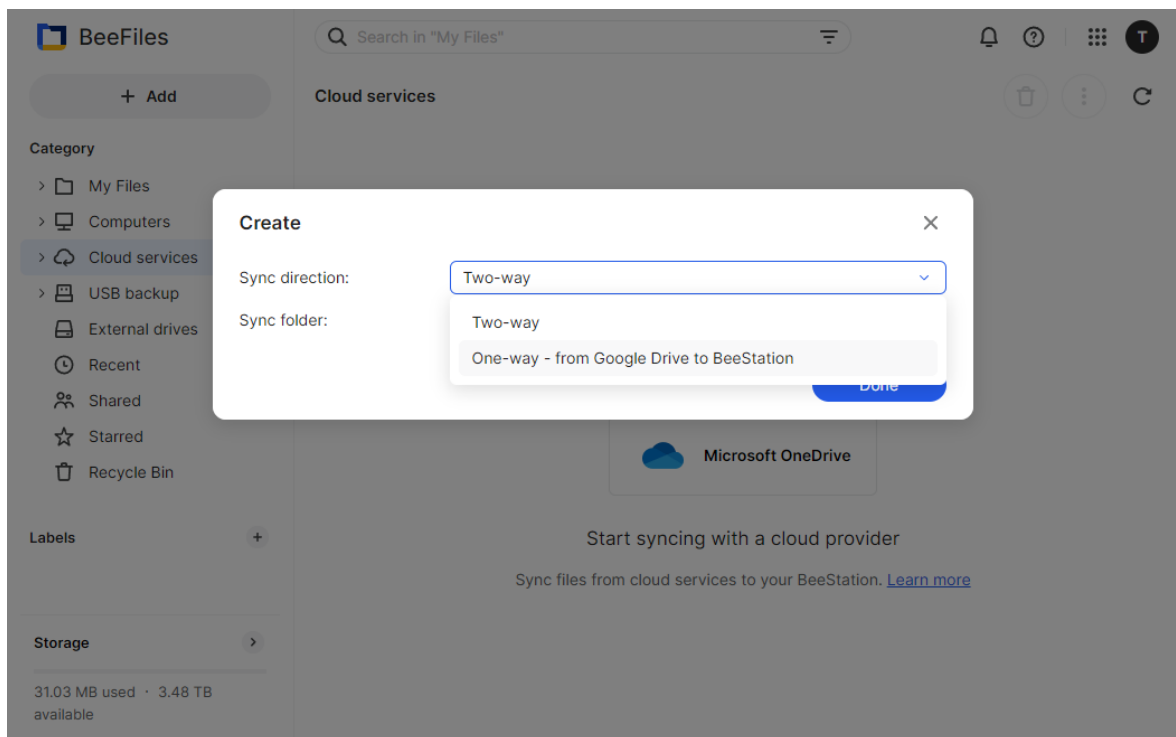 BeeFiles
Search in "My Files"
T
+ Add
Cloud services
Category
My Files
Computers
Cloud services
USB backup
External drives
Recent
Shared
Starred
Recycle Bin
Create
Sync direction:
Two-way
Sync folder:
Two-way
One-way - from Google Drive to BeeStation
Done
Microsoft OneDrive
Start syncing with a cloud provider
Sync files from cloud services to your BeeStation. Learn more
Labels
Storage
31.03 MB used · 3.48 TB
available